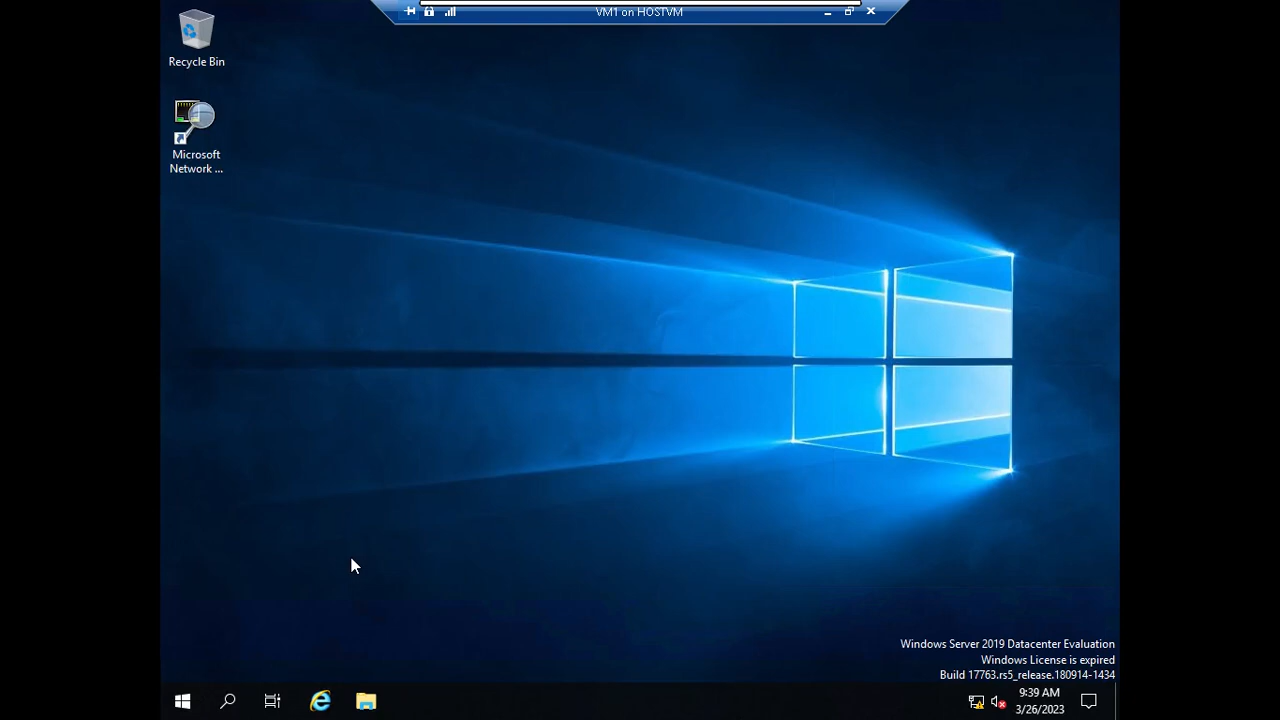 VM1 on HOSTVM
Recycle Bin
Microsoft
Network ...
Windows Server 2019 Datacenter Evaluation
Windows License is expired
Build 17763.rs5_release.180914-1434
9:39 AM
3/26/2023